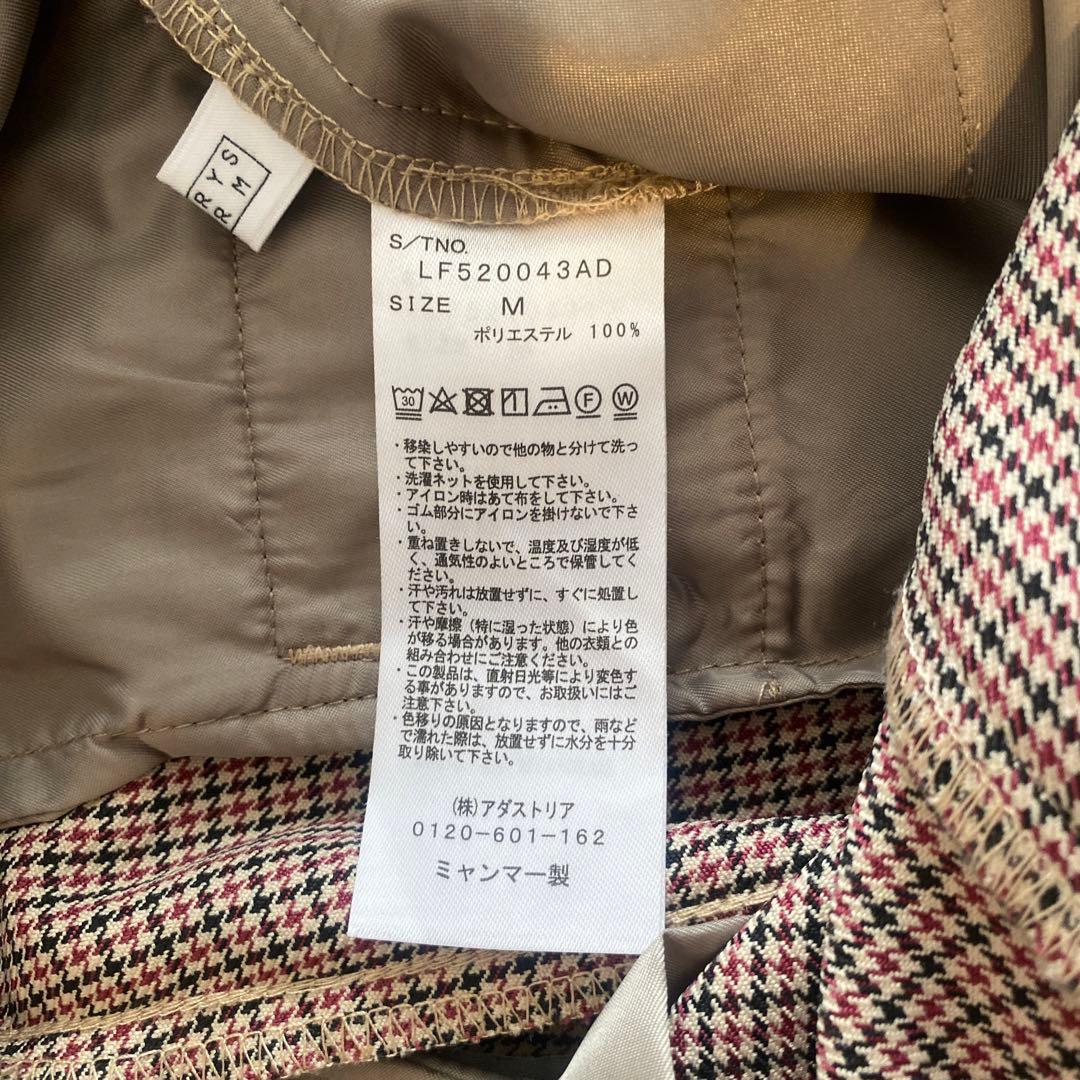 RYS
RM
S/TNO.
LF520043AD
SIZE M
ポリエステル 100%
30 F W
・移染しやすいので他の物と分けて洗っ
て下さい。
・洗濯ネットを使用して下さい。
・アイロン時はあて布をして下さい。
・ゴム部分にアイロンを掛けないで下さ
い。
・重ね置きしないで、温度及び湿度が低
く、通気性のよいところで保管してく
ださい。
・汗や汚れは放置せずに、すぐに処置し
て下さい。
・汗や摩擦（特に湿った状態）により色
が移る場合があります。他の衣類との
組み合わせにご注意ください。
・この製品は、直射日光等により変色す
る事がありますので、お取扱いにはご
注意下さい。
・色移りの原因となりますので、雨など
で濡れた際は、放置せずに水分を十分
取り除いて下さい。
(株)アダストリア
0120-601-162
ミャンマー製